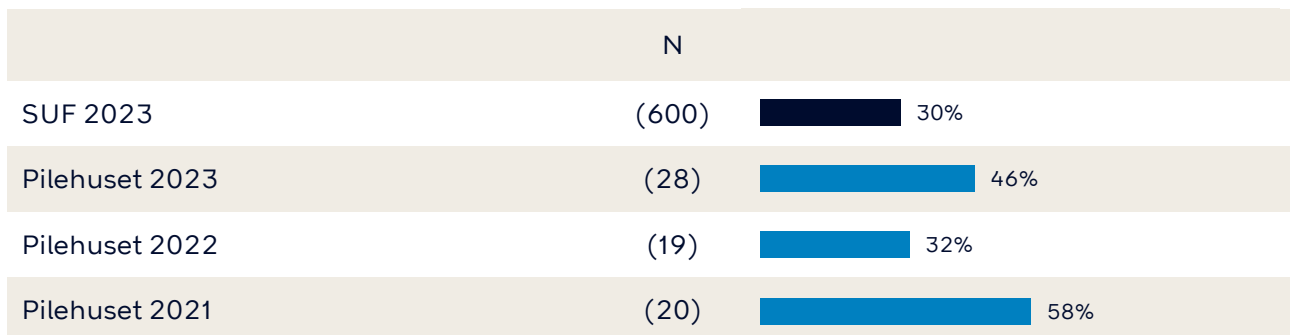 N
SUF 2023 (600) 30%
Pilehuset 2023 (28) 46%
Pilehuset 2022 (19) 32%
Pilehuset 2021 (20) 58%